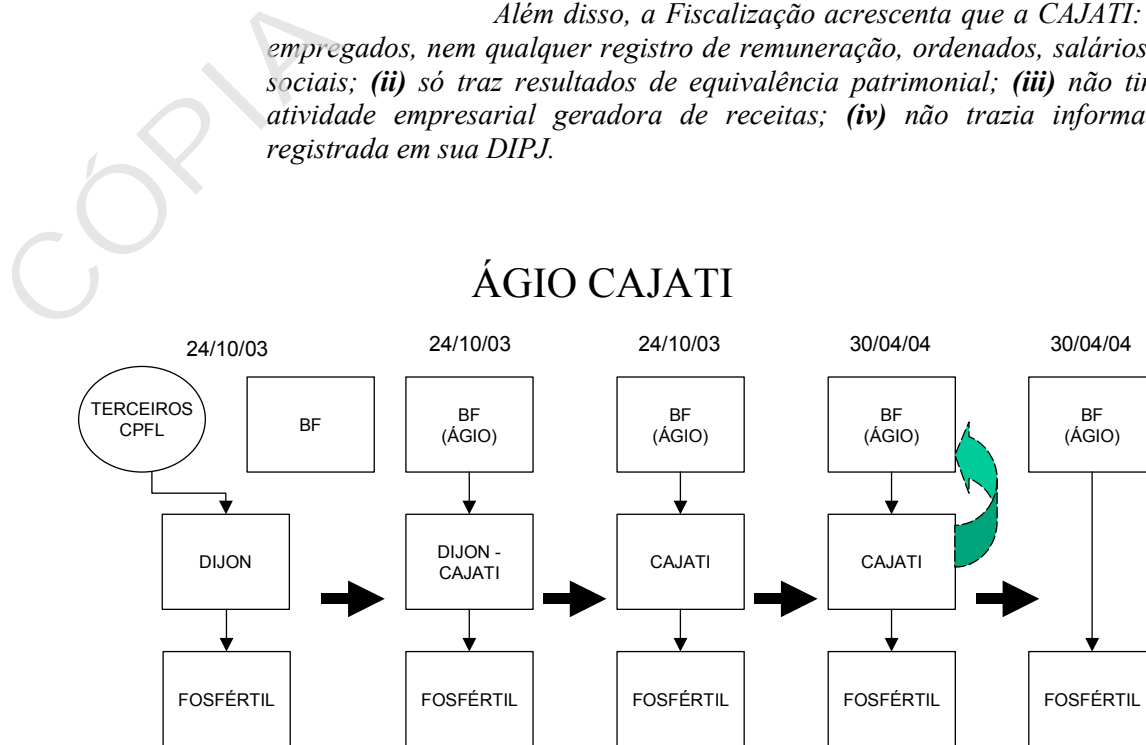 Além disso, a Fiscalização acrescenta que a CAJATI:
empregados, nem qualquer registro de remuneração, ordenados, salários
sociais; (ii) só traz resultados de equivalência patrimonial; (iii) não
atividade empresarial geradora de receitas; (iv) não trazia
registrada em sua DIPJ.
CÓPIA
ÁGIO CAJATI
24/10/03 24/10/03 24/10/03 30/04/04 30/04/04
TERCEIROS
CPFL
BF
BF
(ÁGIO)
BF
(ÁGIO)
BF
(ÁGIO)
BF
(ÁGIO)
DIJON
DIJON -
CAJATI
CAJATI
CAJATI
FOSFÉRTIL FOSFÉRTIL FOSFÉRTIL FOSFÉRTIL FOSFÉRTIL